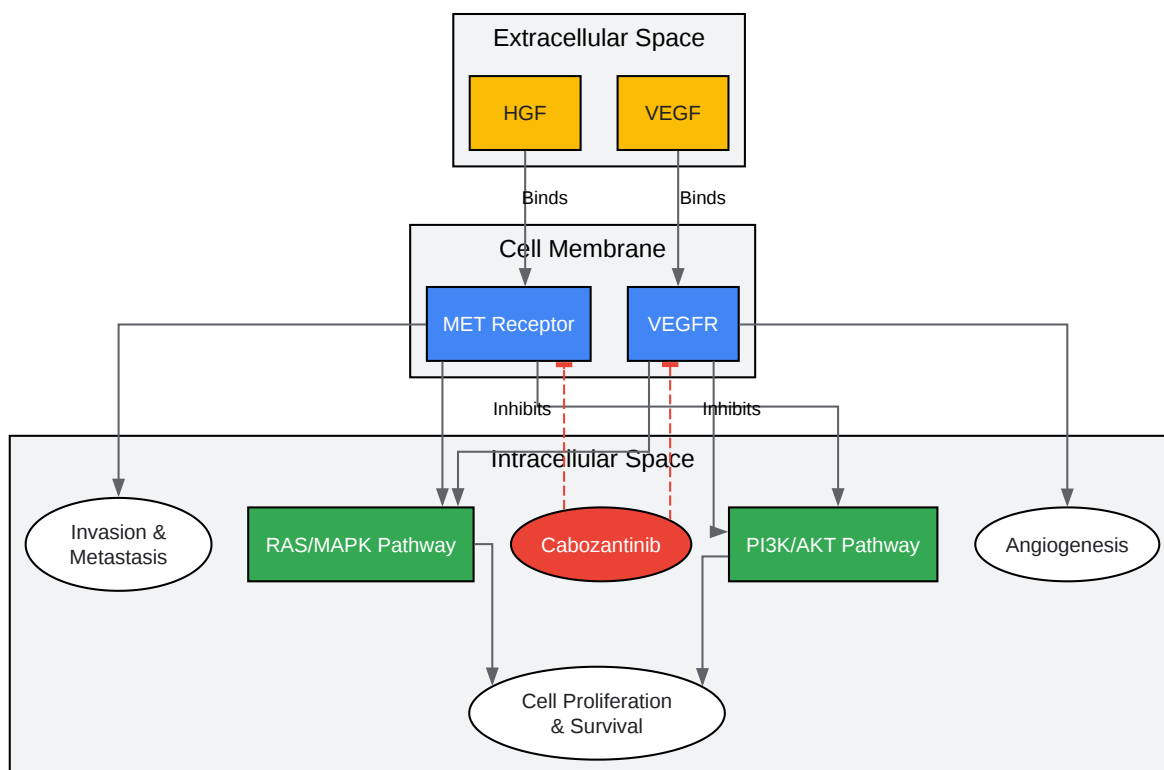 Extracellular Space
HGF
VEGF
Binds
Binds
Cell Membrane
MET Receptor
VEGFR
Inhibits
Inhibits
Intracellular Space
Invasion &
Metastasis
RAS/MAPK Pathway
Cabozantinib
PI3K/AKT Pathway
Angiogenesis
Cell Proliferation
& Survival